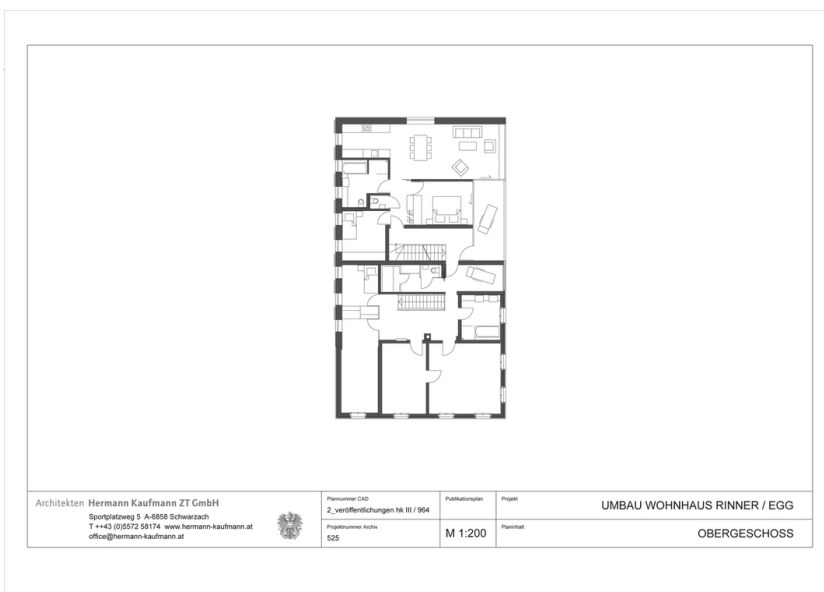 Architekten Hermann Kaufmann ZT GmbH
Sportplatzweg 5 A-6858 Schwarzach
T ++43 (0)5572 58174 www.hermann-kaufmann.at
office@hermann-kaufmann.at
Plannummer CAD
2_veröffentlichungen hk III / 964
Projektnummer Archiv
525
Publikationsplan
M 1:200
Projekt
UMBAU WOHNHAUS RINNER / EGG
Planinhalt
OBERGESCHOSS